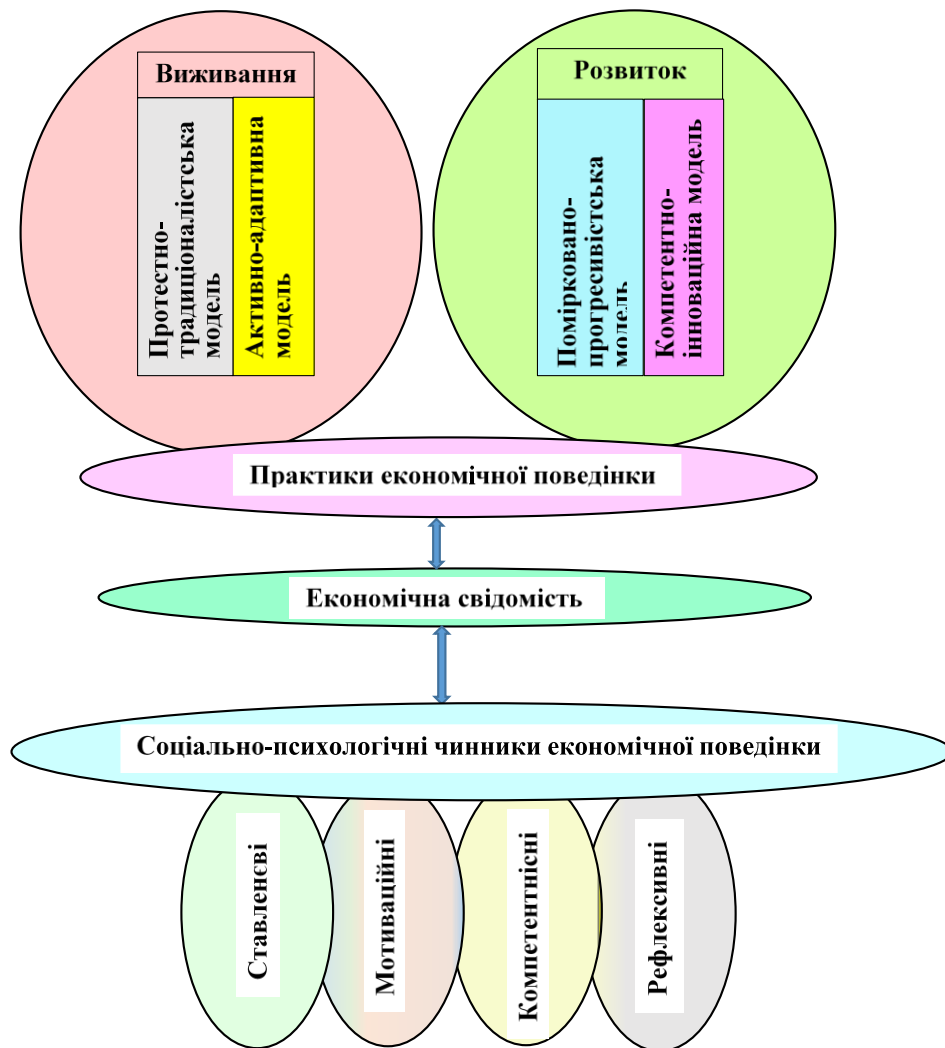 Виживання
Протестно-
традиціоналістська
модель
Активно-адаптивна
модель
Розвиток
Помірковано-
прогресивістська
модель
Компетентно-
інноваційна модель
Практики економічної поведінки
Економічна свідомість
Соціально-психологічні чинники економічної поведінки
Ставленєві
Мотиваційні
Компетентнісні
Рефлексивні